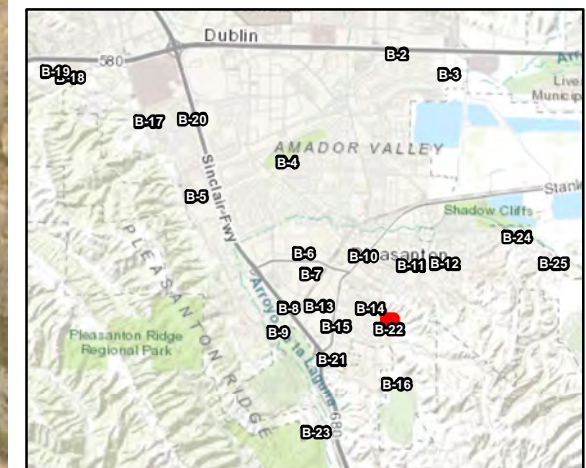 Dublin
580
B-2
B-19
B-18
B-3
Live
Municip
B-17
B-20
AMADOR VALLEY
B-4
Sinclair Fwy
B-5
Stanl
Shadow Cliffs
B-24
PLEASANTON RIDGE
B-6
B-10
Pleasanton
B-11
B-12
B-25
B-7
Arroyo de la Laguna
B-8
B-13
B-14
B-9
B-15
B-22
Pleasanton Ridge
Regional Park
B-21
B-16
B-23
680